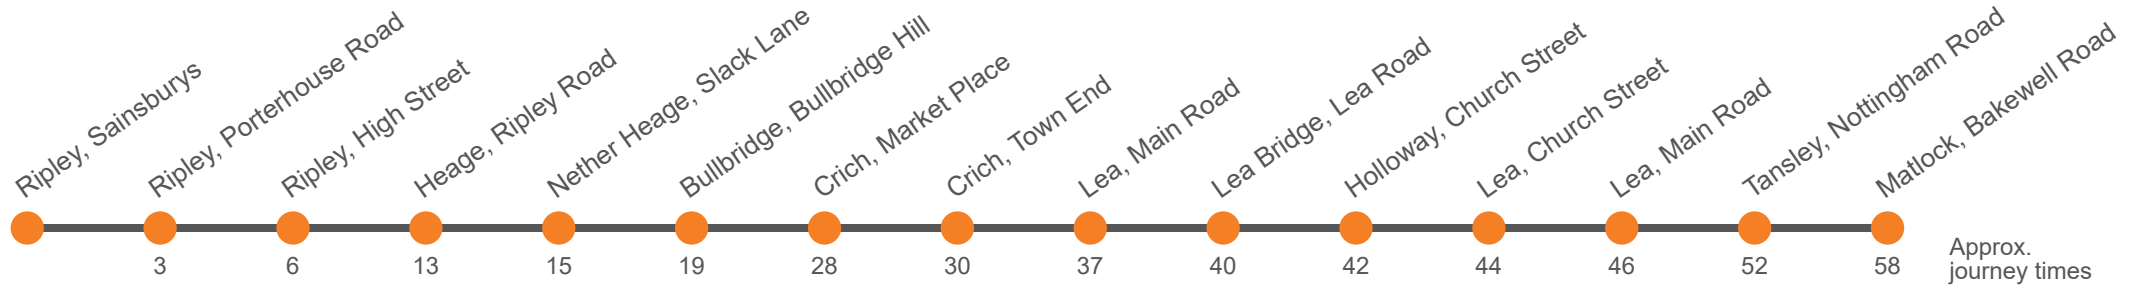 Ripley, Sainsburys
Ripley, Porterhouse Road
Ripley, High Street
Heage, Ripley Road
Nether Heage, Slack Lane
Bullbridge, Bullbridge Hill
Crich, Market Place
Crich, Town End
Lea, Main Road
Lea Bridge, Lea Road
Holloway, Church Street
Lea, Church Street
Lea, Main Road
Tansley, Nottingham Road
Matlock, Bakewell Road
3 6 13 15 19 28 30 37 40 42 44 46 52 58
Approx.
journey times